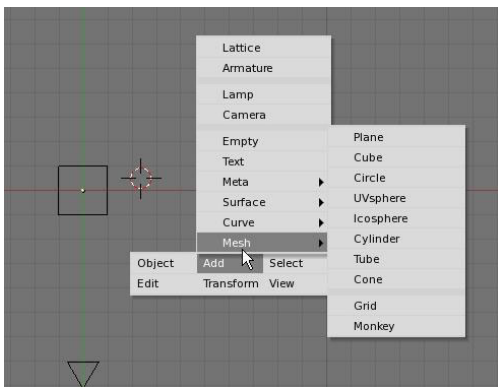 Lattice
Armature
Lamp
Camera
Empty
Text
Meta
Surface
Curve
Mesh
Object Add Select
Edit Transform View
Plane
Cube
Circle
UVsphere
Icosphere
Cylinder
Tube
Cone
Grid
Monkey